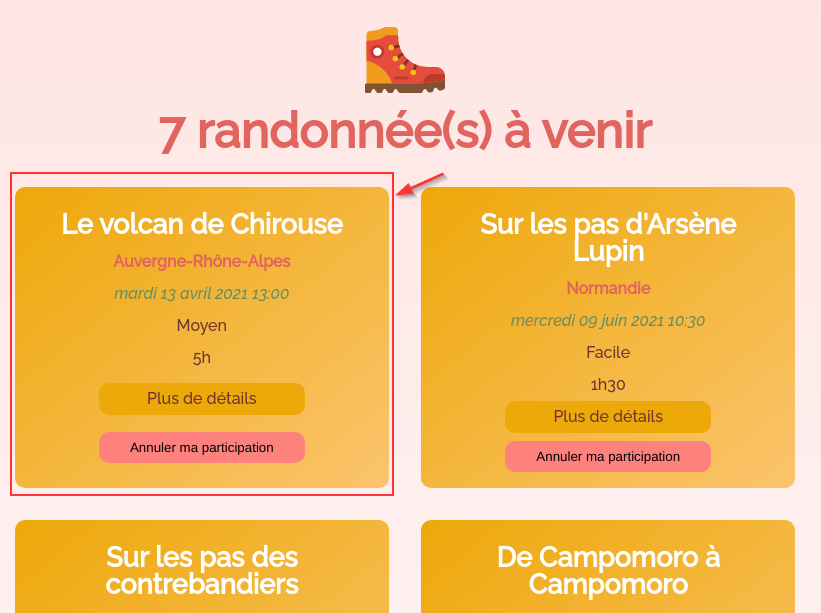 7 randonnée(s) à venir
Le volcan de Chirouse
Auvergne-Rhône-Alpes
mardi 13 avril 2021 13:00
Moyen
5h
Plus de détails
Annuler ma participation
Sur les pas d'Arsène
Lupin
Normandie
mercredi 09 juin 2021 10:30
Facile
1h30
Plus de détails
Annuler ma participation
Sur les pas des
contrebandiers
De Campomoro à
Campomoro